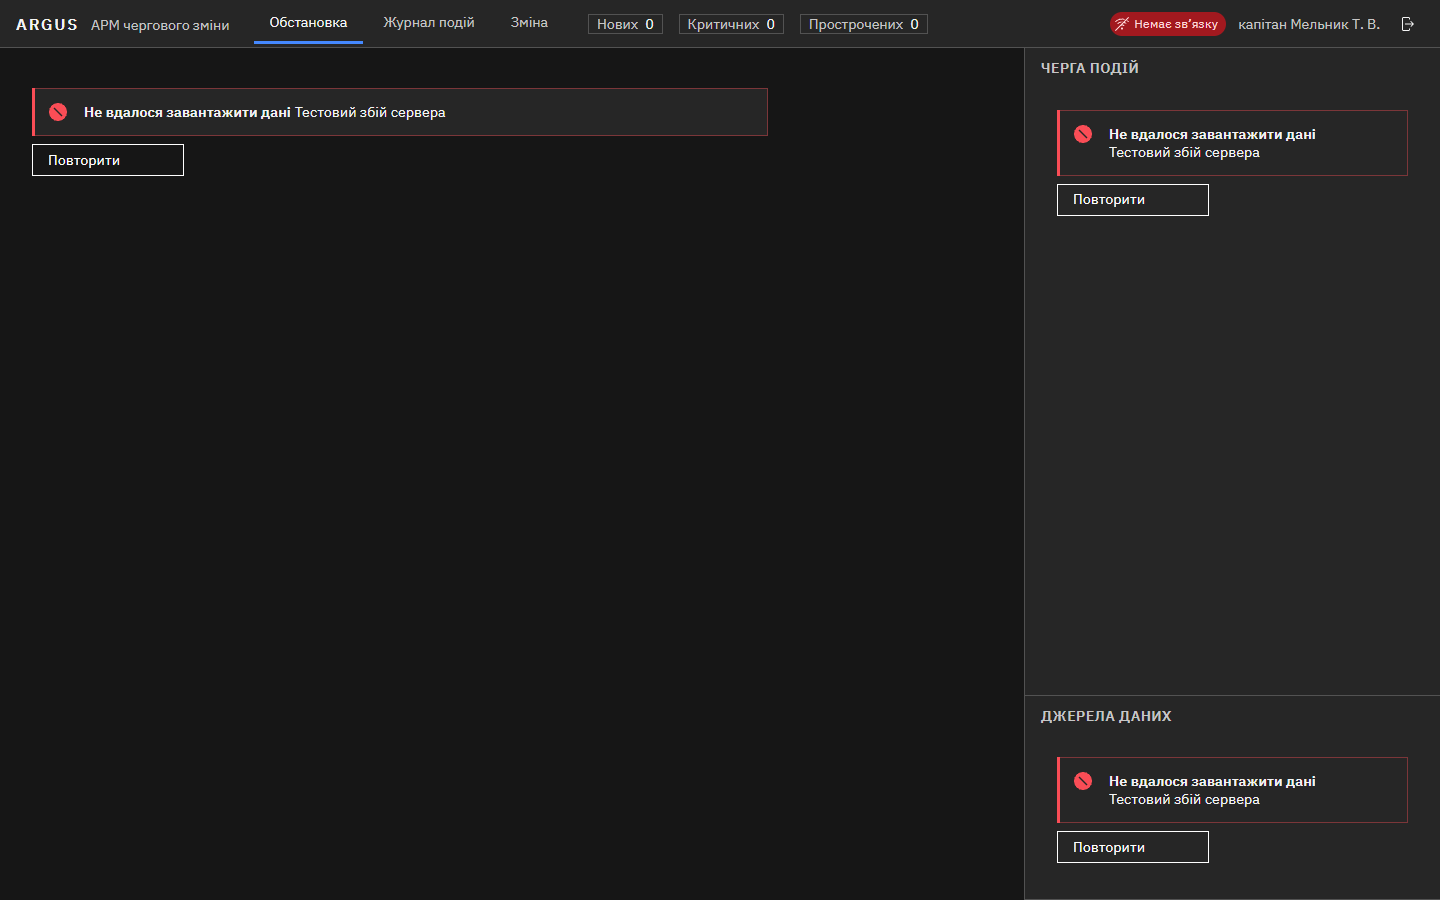 ARGUS АРМ чергового зміни Обстановка Журнал подій Зміна Нових 0 Критичних 0 Прострочених 0 Немає зв’язку капітан Мельник Т. В.
Не вдалося завантажити дані Тестовий збій сервера
Повторити
ЧЕРГА ПОДІЙ
Не вдалося завантажити дані
Тестовий збій сервера
Повторити
ДЖЕРЕЛА ДАНИХ
Не вдалося завантажити дані
Тестовий збій сервера
Повторити